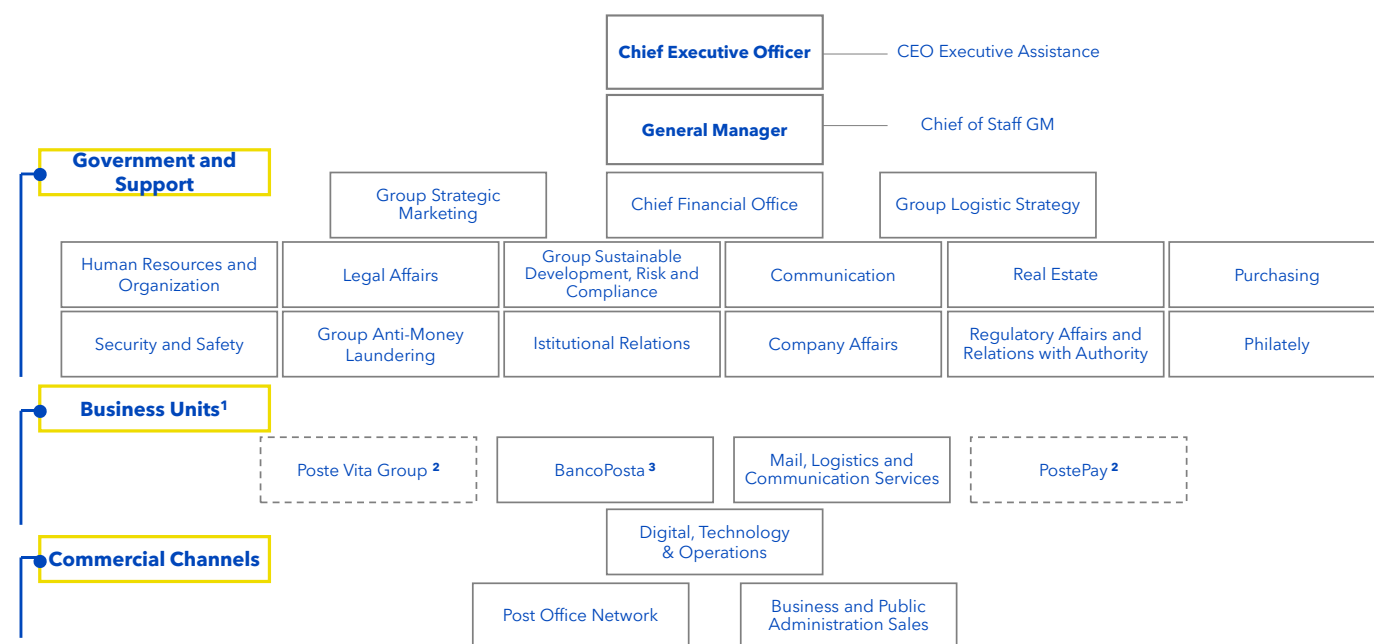 Chief Executive Officer
CEO Executive Assistance
General Manager
Chief of Staff GM
Government and
Support
Group Strategic
Marketing
Chief Financial Office
Group Logistic Strategy
Human Resources and
Organization
Legal Affairs
Group Sustainable
Development, Risk and
Compliance
Communication
Real Estate
Purchasing
Security and Safety
Group Anti-Money
Laundering
Istitutional Relations
Company Affairs
Regulatory Affairs and
Relations with Authority
Philately
Business Units¹
Poste Vita Group ²
BancoPosta ³
Mail, Logistics and
Communication Services
PostePay ²
Digital, Technology
& Operations
Commercial Channels
Post Office Network
Business and Public
Administration Sales